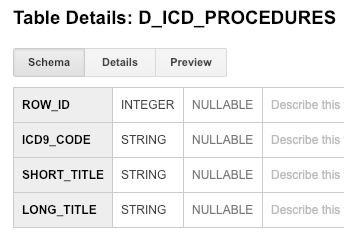 Table Details: D_ICD_PROCEDURES
Schema Details Preview
ROW_ID INTEGER NULLABLE Describe this
ICD9_CODE STRING NULLABLE Describe this
SHORT_TITLE STRING NULLABLE Describe this
LONG_TITLE STRING NULLABLE Describe this